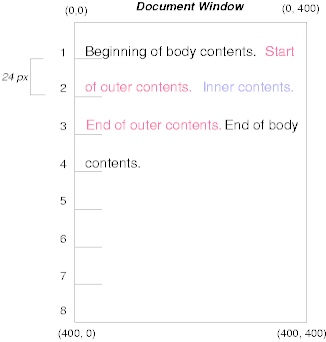 Document Window
(0,0) (0, 400)
1 Beginning of body contents. Start
24 px
2 of outer contents. Inner contents.
3 End of outer contents. End of body
4 contents.
5
6
7
8
(400, 0) (400, 400)